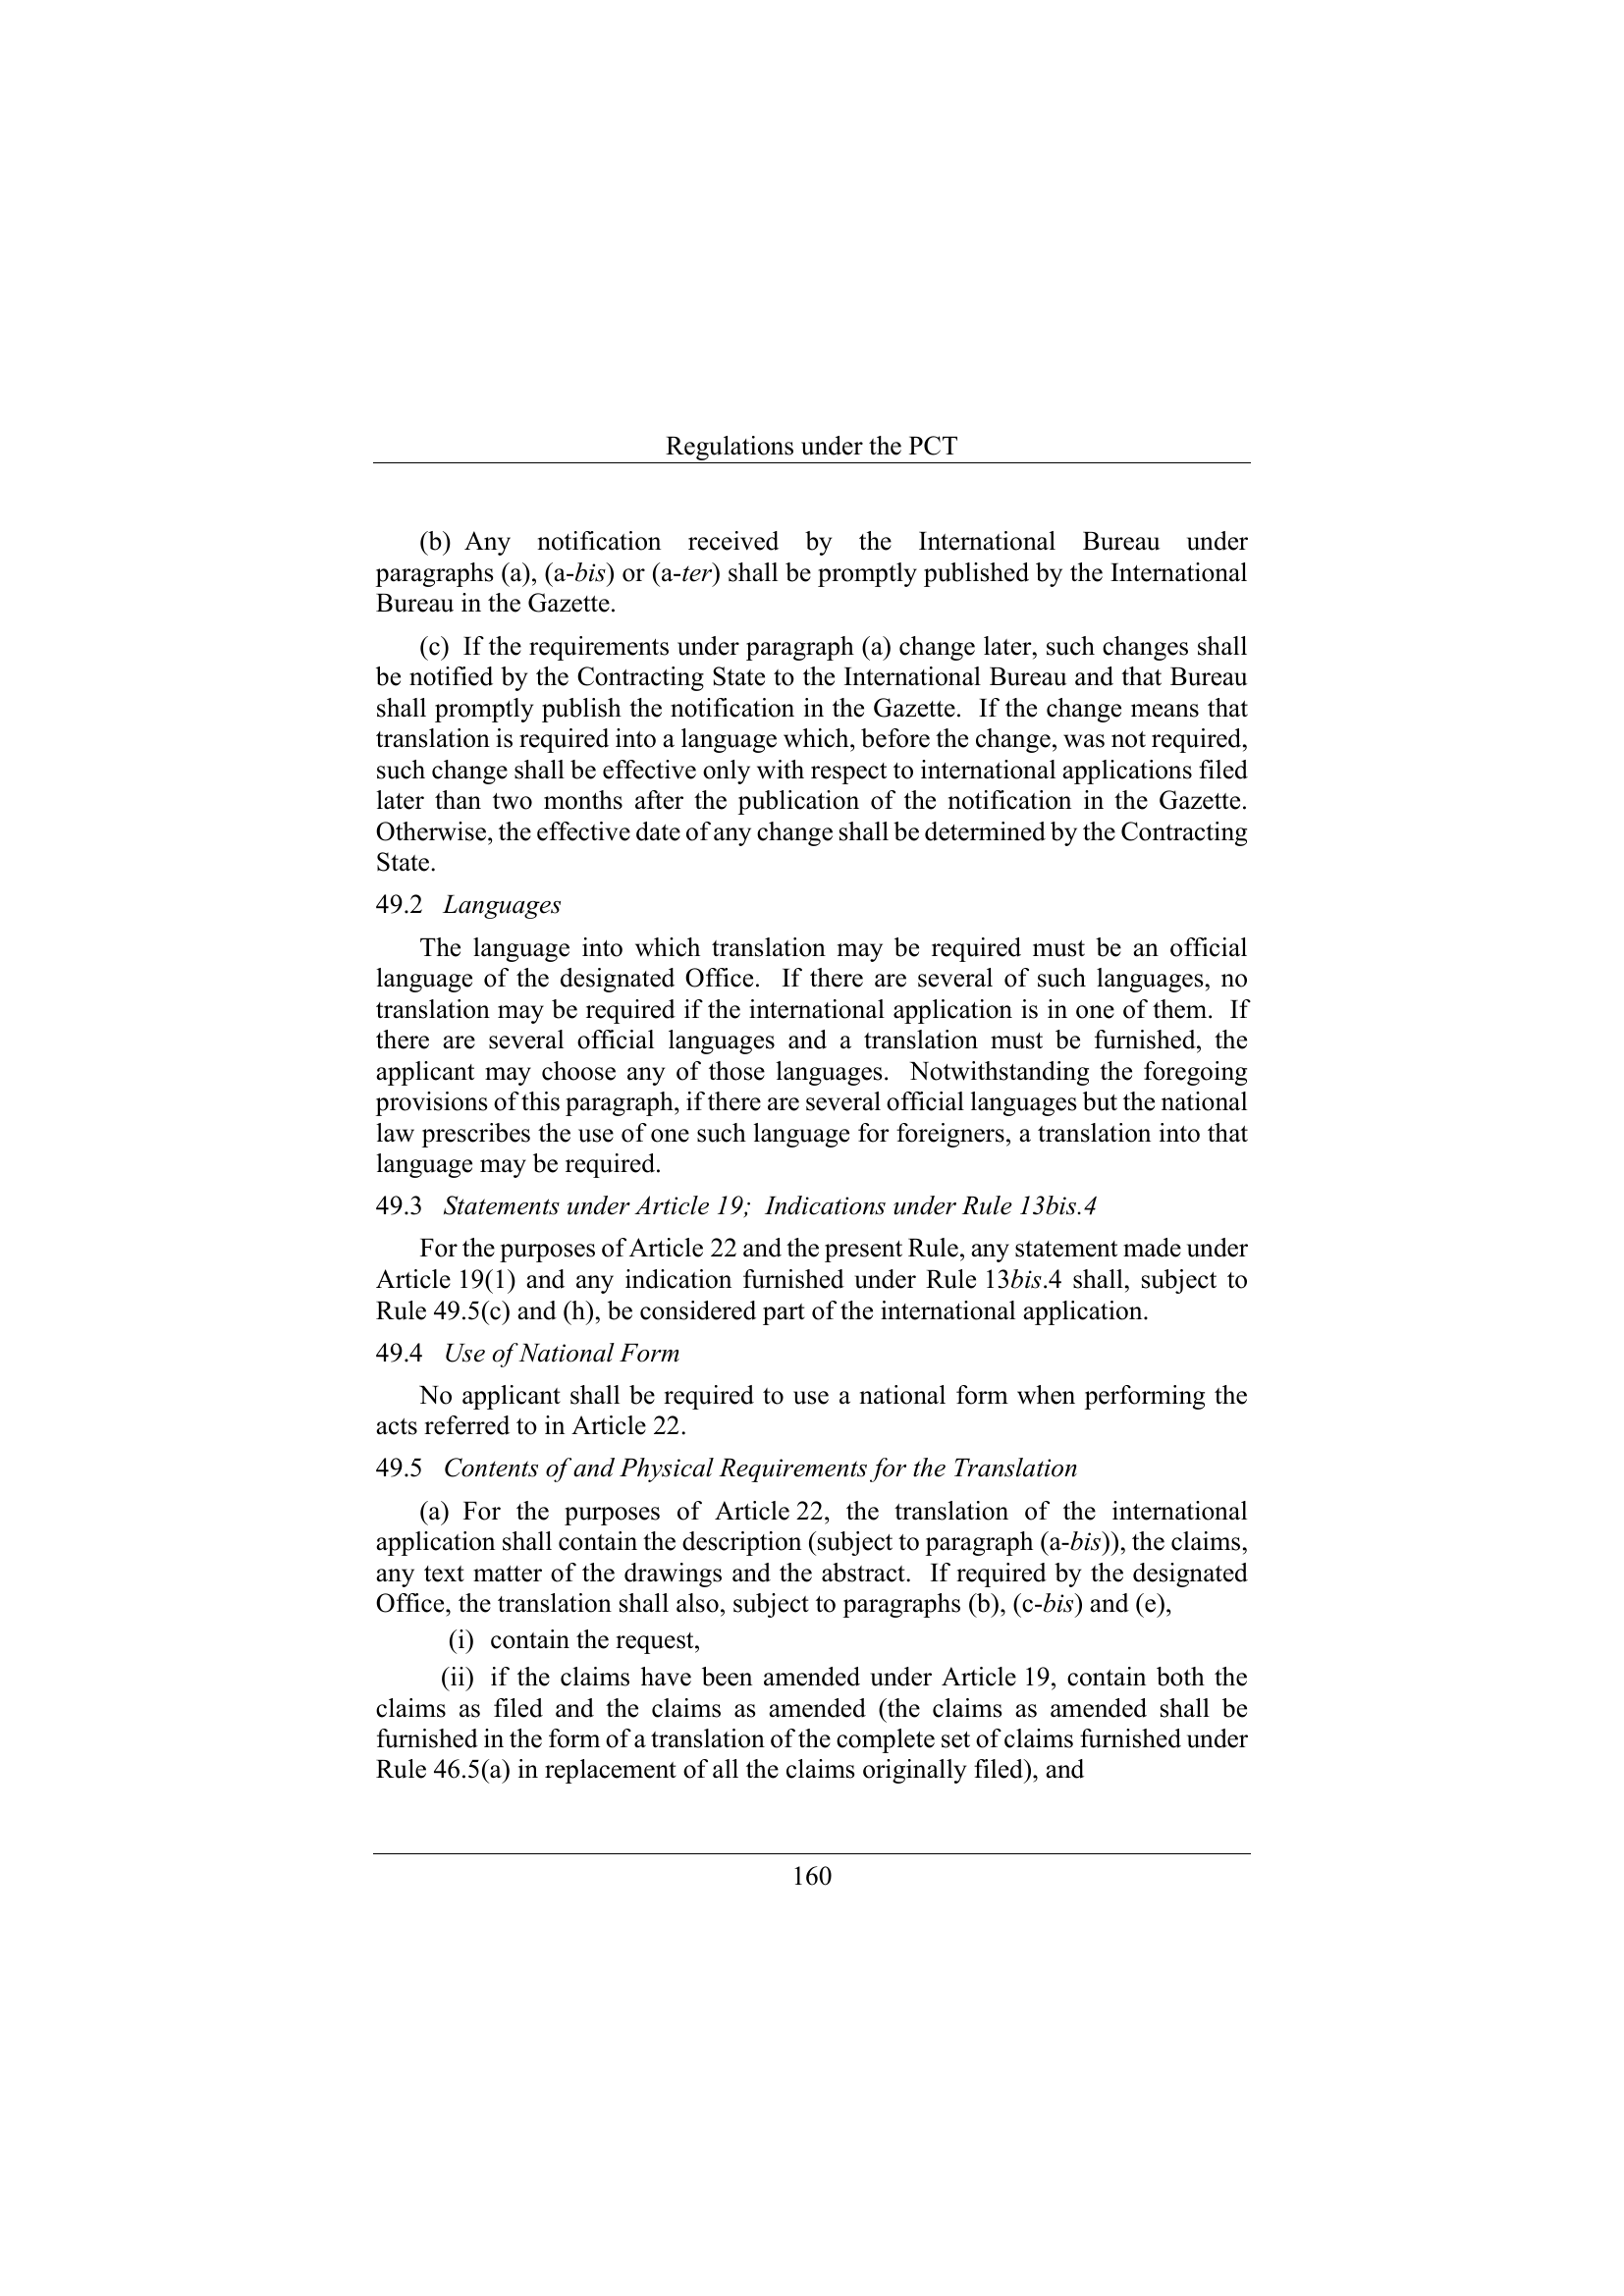 Regulations under the PCT
(b) Any notification received by the International Bureau under
paragraphs (a), (a-bis) or (a-ter) shall be promptly published by the International
Bureau in the Gazette.
(c) If the requirements under paragraph (a) change later, such changes shall
be notified by the Contracting State to the International Bureau and that Bureau
shall promptly publish the notification in the Gazette. If the change means that
translation is required into a language which, before the change, was not required,
such change shall be effective only with respect to international applications filed
later than two months after the publication of the notification in the Gazette.
Otherwise, the effective date of any change shall be determined by the Contracting
State.
49.2 Languages
The language into which translation may be required must be an official
language of the designated Office. If there are several of such languages, no
translation may be required if the international application is in one of them. If
there are several official languages and a translation must be furnished, the
applicant may choose any of those languages. Notwithstanding the foregoing
provisions of this paragraph, if there are several official languages but the national
law prescribes the use of one such language for foreigners, a translation into that
language may be required.
49.3 Statements under Article 19; Indications under Rule 13bis.4
For the purposes of Article 22 and the present Rule, any statement made under
Article 19(1) and any indication furnished under Rule 13bis.4 shall, subject to
Rule 49.5(c) and (h), be considered part of the international application.
49.4 Use of National Form
No applicant shall be required to use a national form when performing the
acts referred to in Article 22.
49.5 Contents of and Physical Requirements for the Translation
(a) For the purposes of Article 22, the translation of the international
application shall contain the description (subject to paragraph (a-bis)), the claims,
any text matter of the drawings and the abstract. If required by the designated
Office, the translation shall also, subject to paragraphs (b), (c-bis) and (e),
(i) contain the request,
(ii) if the claims have been amended under Article 19, contain both the
claims as filed and the claims as amended (the claims as amended shall be
furnished in the form of a translation of the complete set of claims furnished under
Rule 46.5(a) in replacement of all the claims originally filed), and
160